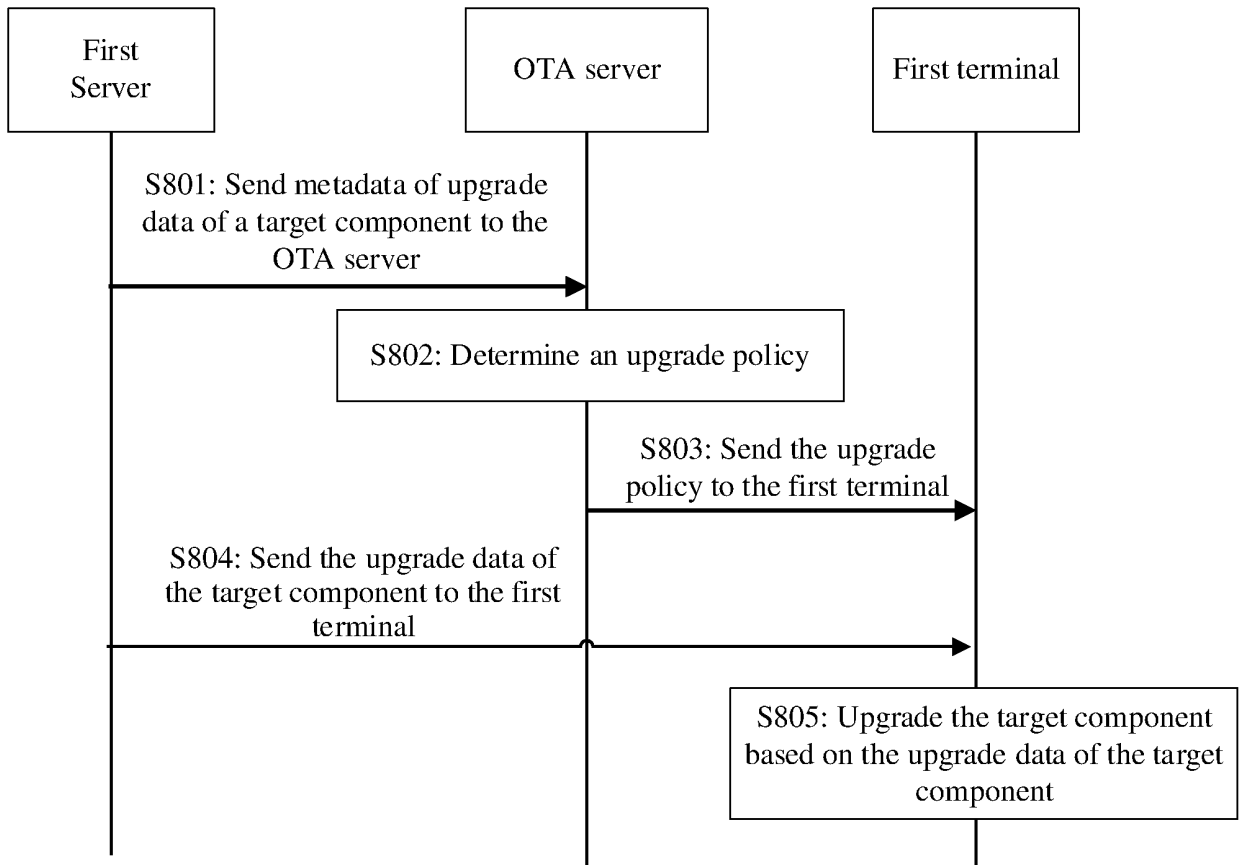 First
Server
OTA server
First terminal
S801: Send metadata of upgrade
data of a target component to the
OTA server
S802: Determine an upgrade policy
S803: Send the upgrade
policy to the first terminal
S804: Send the upgrade data of
the target component to the first
terminal
S805: Upgrade the target component
based on the upgrade data of the target
component